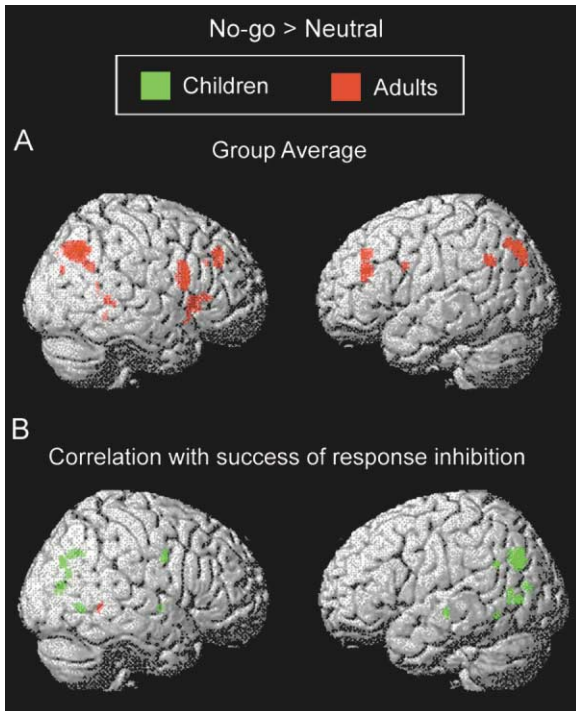 No-go > Neutral
Children Adults
A
Group Average
B
Correlation with success of response inhibition